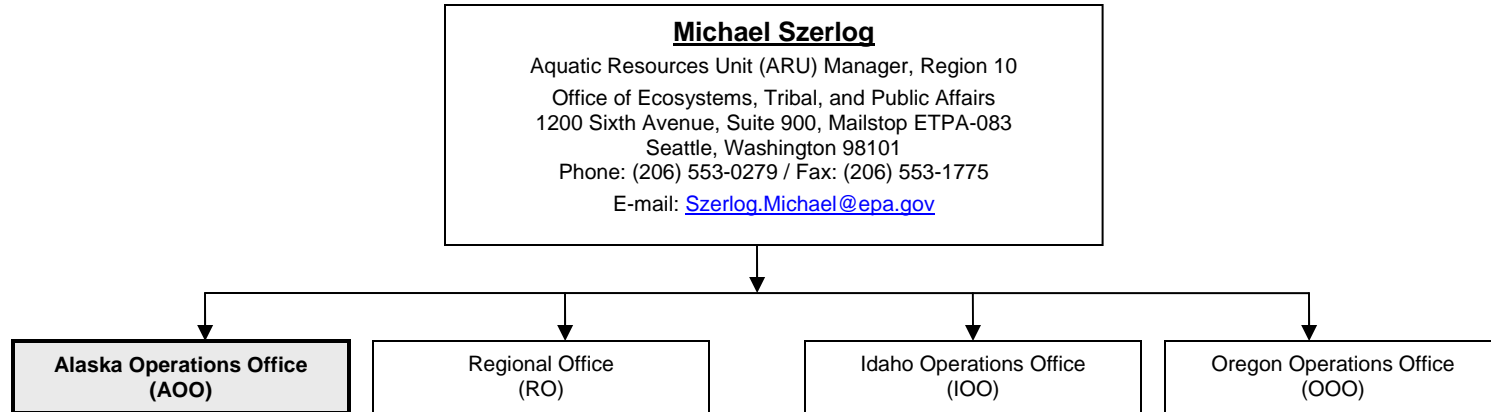 Michael Szerlog
Aquatic Resources Unit (ARU) Manager, Region 10
Office of Ecosystems, Tribal, and Public Affairs
1200 Sixth Avenue, Suite 900, Mailstop ETPA-083
Seattle, Washington 98101
Phone: (206) 553-0279 / Fax: (206) 553-1775
E-mail: Szerlog.Michael@epa.gov
Alaska Operations Office
(AOO)
Regional Office
(RO)
Idaho Operations Office
(IOO)
Oregon Operations Office
(OOO)